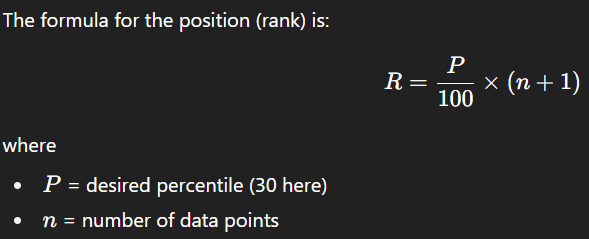 The formula for the position (rank) is:
R = P/100 × (n + 1)
where
• P = desired percentile (30 here)
• n = number of data points